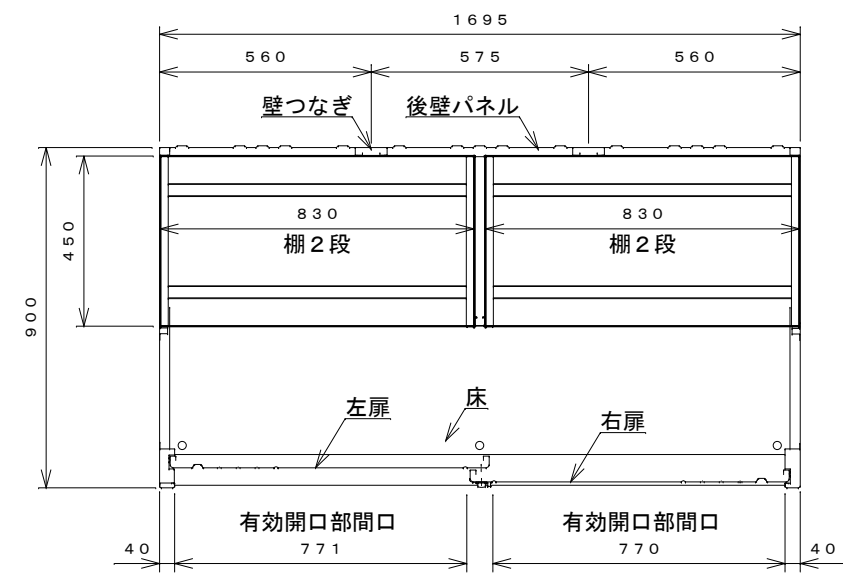 1695
560 575 560
壁つなぎ 後壁パネル
830 830
450
棚2段 棚2段
900
左扉 床 右扉
有効開口部間口 有効開口部間口
40 771 770 40